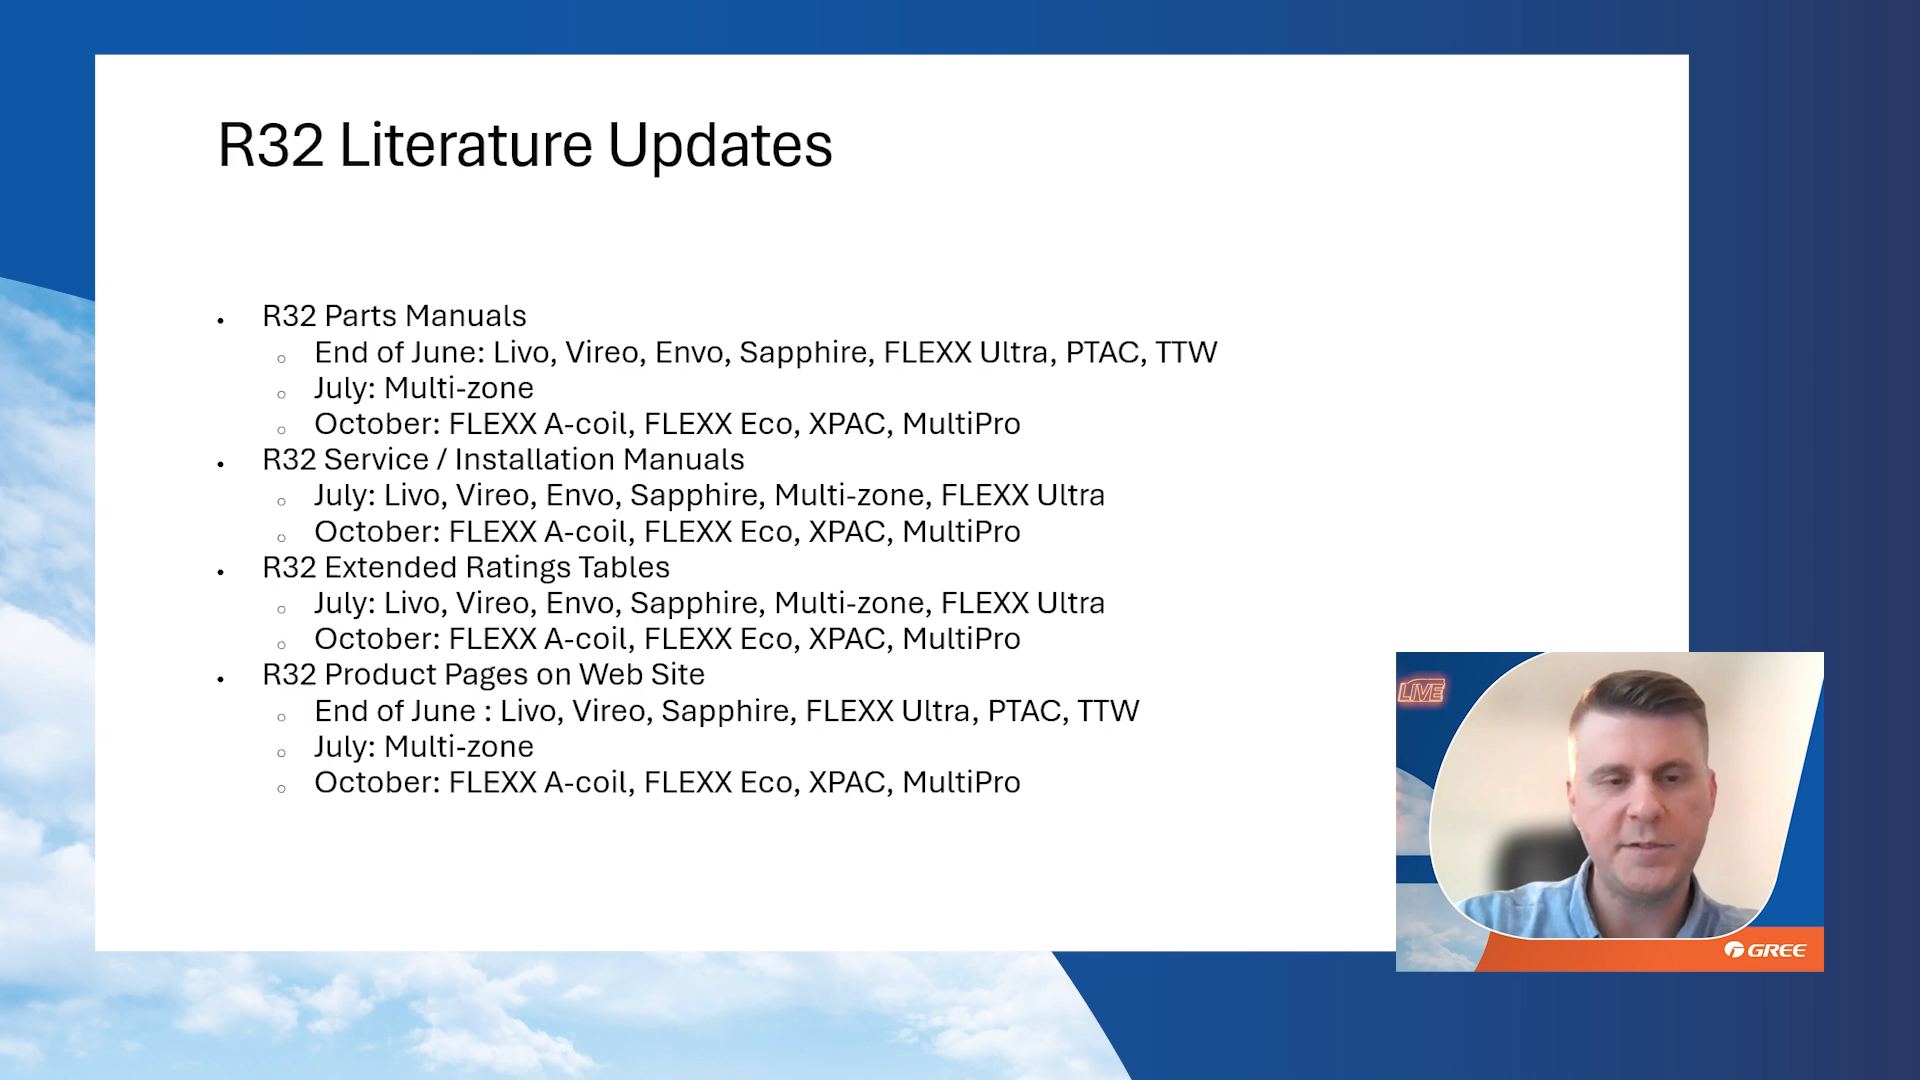 R32 Literature Updates
• R32 Parts Manuals
○ End of June: Livo, Vireo, Envo, Sapphire, FLEXX Ultra, PTAC, TTW
○ July: Multi-zone
○ October: FLEXX A-coil, FLEXX Eco, XPAC, MultiPro
• R32 Service / Installation Manuals
○ July: Livo, Vireo, Envo, Sapphire, Multi-zone, FLEXX Ultra
○ October: FLEXX A-coil, FLEXX Eco, XPAC, MultiPro
• R32 Extended Ratings Tables
○ July: Livo, Vireo, Envo, Sapphire, Multi-zone, FLEXX Ultra
○ October: FLEXX A-coil, FLEXX Eco, XPAC, MultiPro
• R32 Product Pages on Web Site
○ End of June : Livo, Vireo, Sapphire, FLEXX Ultra, PTAC, TTW
○ July: Multi-zone
○ October: FLEXX A-coil, FLEXX Eco, XPAC, MultiPro
LIVE
GREE